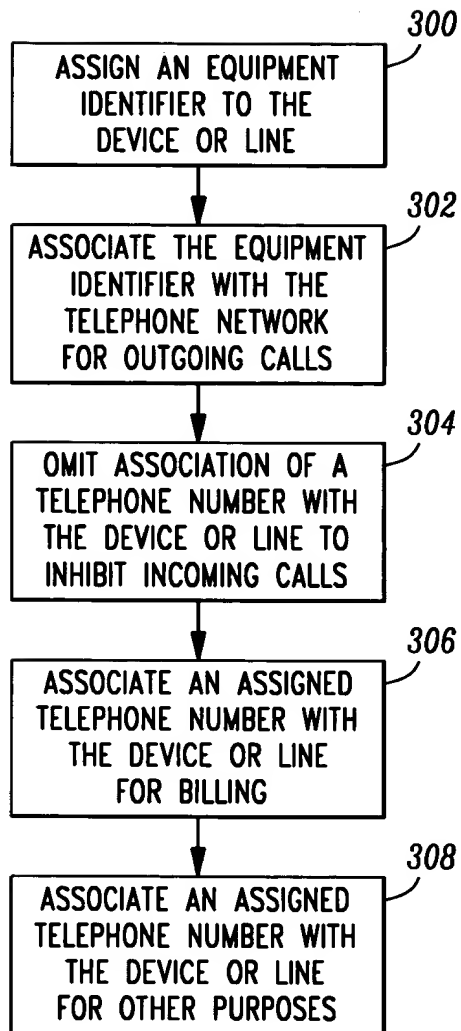 300
ASSIGN AN EQUIPMENT
IDENTIFIER TO THE
DEVICE OR LINE
302
ASSOCIATE THE EQUIPMENT
IDENTIFIER WITH THE
TELEPHONE NETWORK
FOR OUTGOING CALLS
304
OMIT ASSOCIATION OF A
TELEPHONE NUMBER WITH
THE DEVICE OR LINE TO
INHIBIT INCOMING CALLS
306
ASSOCIATE AN ASSIGNED
TELEPHONE NUMBER WITH
THE DEVICE OR LINE
FOR BILLING
308
ASSOCIATE AN ASSIGNED
TELEPHONE NUMBER WITH
THE DEVICE OR LINE
FOR OTHER PURPOSES